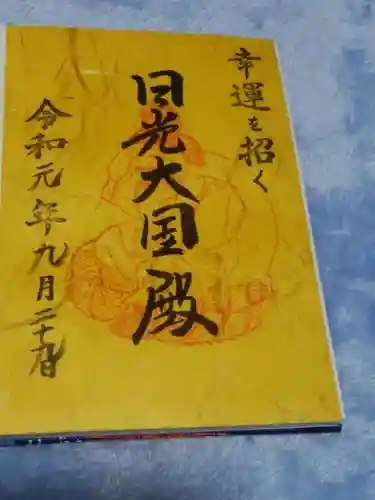 幸運を招く
日光大国殿
令和元年九月二十九日